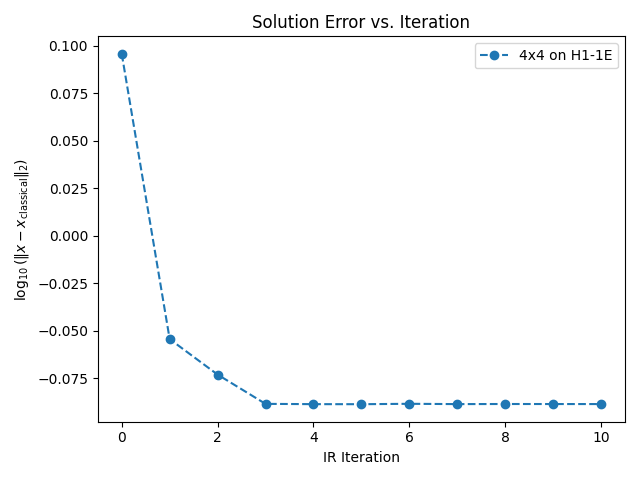 Solution Error vs. Iteration
4x4 on H1-1E
log₁₀(‖x − x_classical‖₂)
0.100
0.075
0.050
0.025
0.000
−0.025
−0.050
−0.075
0 2 4 6 8 10
IR Iteration